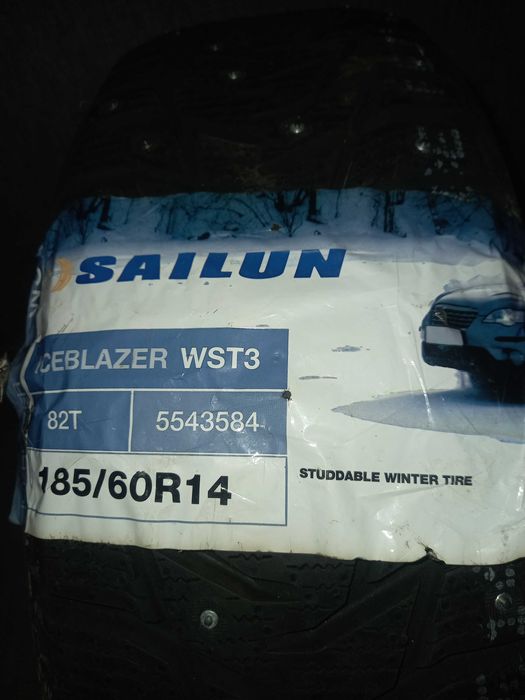 SAILUN
ICEBLAZER WST3
82T
5543584
185/60R14
STUDDABLE WINTER TIRE